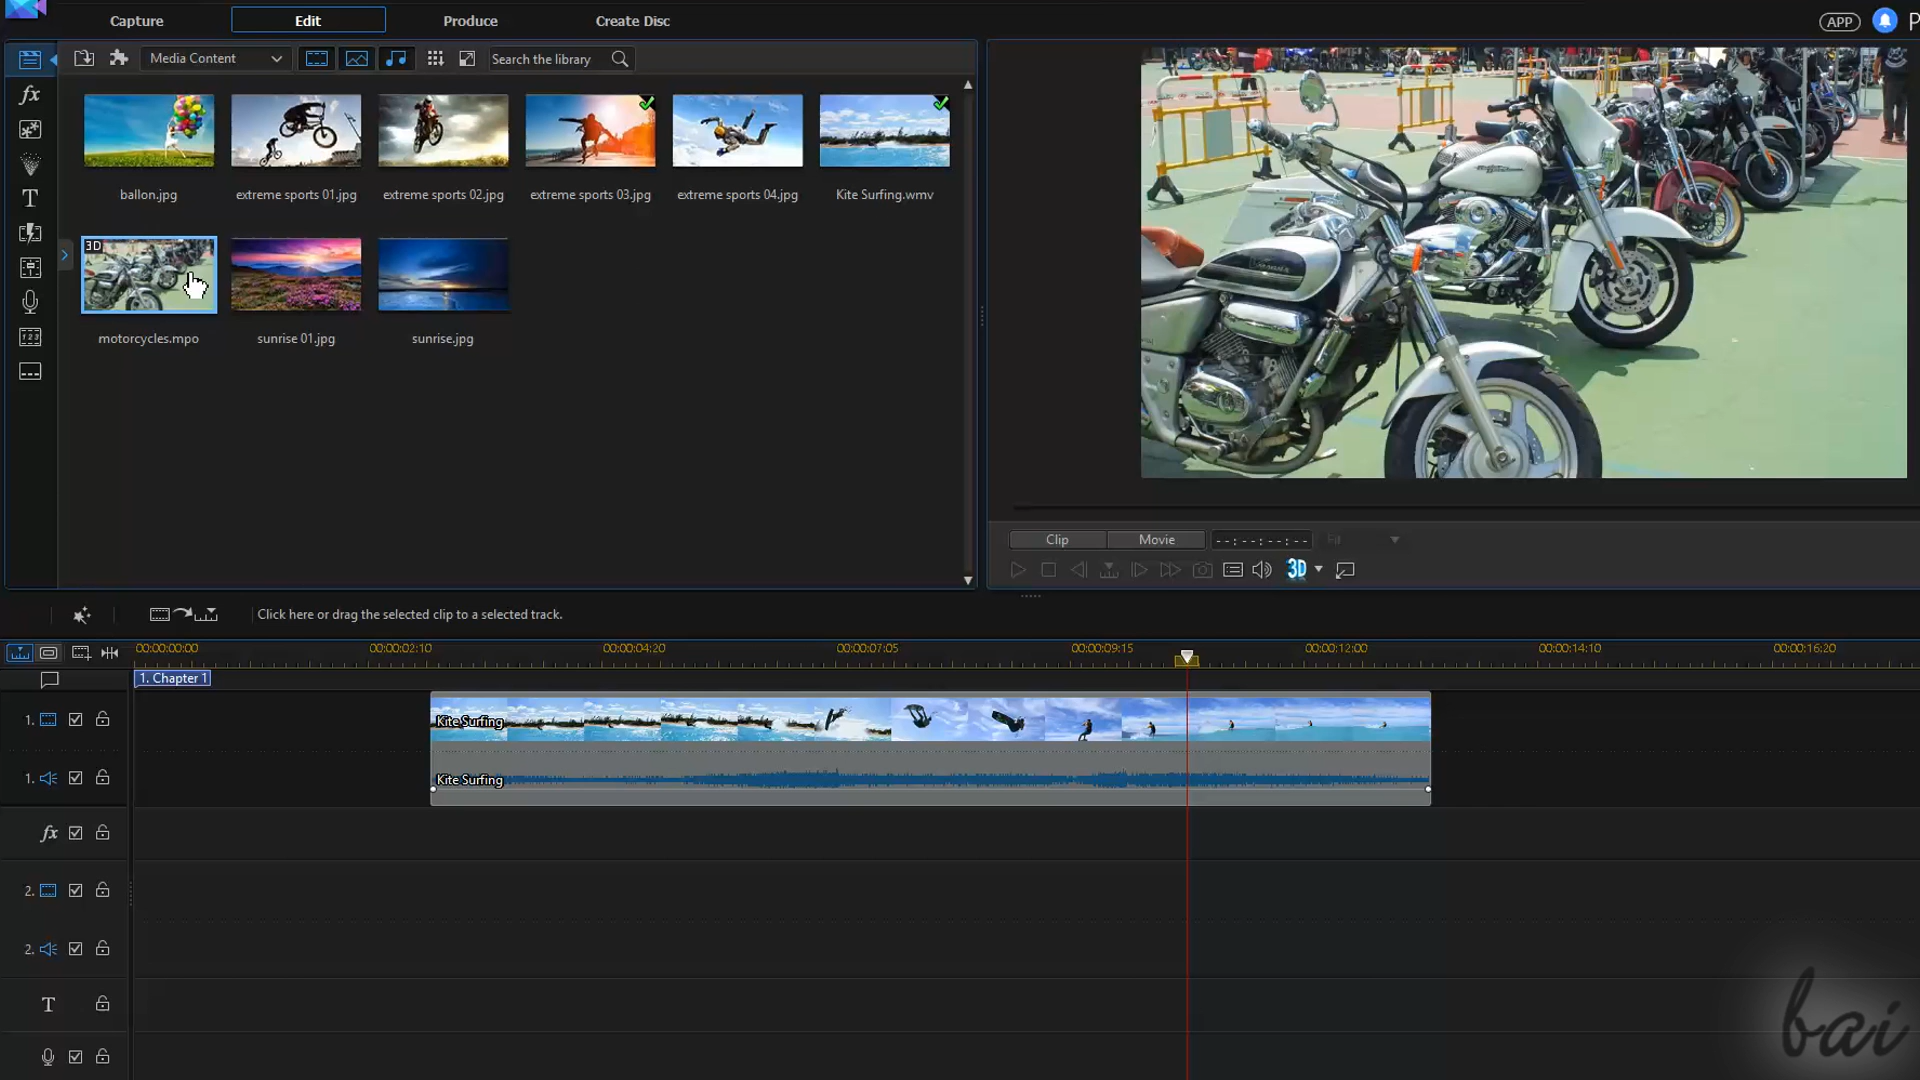 Capture
Edit
Produce
Create Disc
APP
P
Media Content
Search the library
ballon.jpg
extreme sports 01.jpg
extreme sports 02.jpg
extreme sports 03.jpg
extreme sports 04.jpg
Kite Surfing.wmv
3D
motorcycles.mpo
sunrise 01.jpg
sunrise.jpg
fx
T
Clip
Movie
--:--:--:--
Fit
3D
Click here or drag the selected clip to a selected track.
00:00:00:00
00:00:02:10
00:00:04:20
00:00:07:05
00:00:09:15
00:00:12:00
00:00:14:10
00:00:16:20
1. Chapter 1
1.
Kite Surfing
1.
Kite Surfing
fx
2.
2.
T
bai